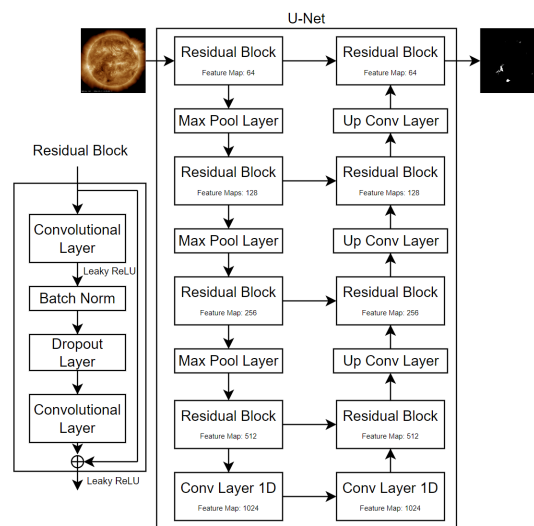 U-Net
Residual Block
Feature Map: 64
Residual Block
Feature Map: 64
Max Pool Layer
Up Conv Layer
Residual Block
Feature Maps: 128
Residual Block
Feature Map: 128
Max Pool Layer
Up Conv Layer
Residual Block
Feature Map: 256
Residual Block
Feature Map: 256
Max Pool Layer
Up Conv Layer
Residual Block
Feature Map: 512
Residual Block
Feature Map: 512
Conv Layer 1D
Feature Map: 1024
Conv Layer 1D
Feature Map: 1024
Residual Block
Convolutional
Layer
Leaky ReLU
Batch Norm
Dropout
Layer
Convolutional
Layer
Leaky ReLU